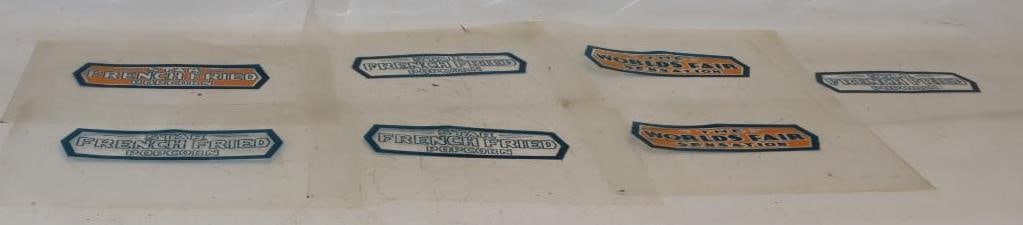 STAR
FRENCH FRIED
POPCORN
STAR
FRENCH FRIED
POPCORN
THE
WORLDS FAIR
SENSATION
STAR
FRENCH FRIED
POPCORN
STAR
FRENCH FRIED
POPCORN
STAR
FRENCH FRIED
POPCORN
THE
WORLDS FAIR
SENSATION